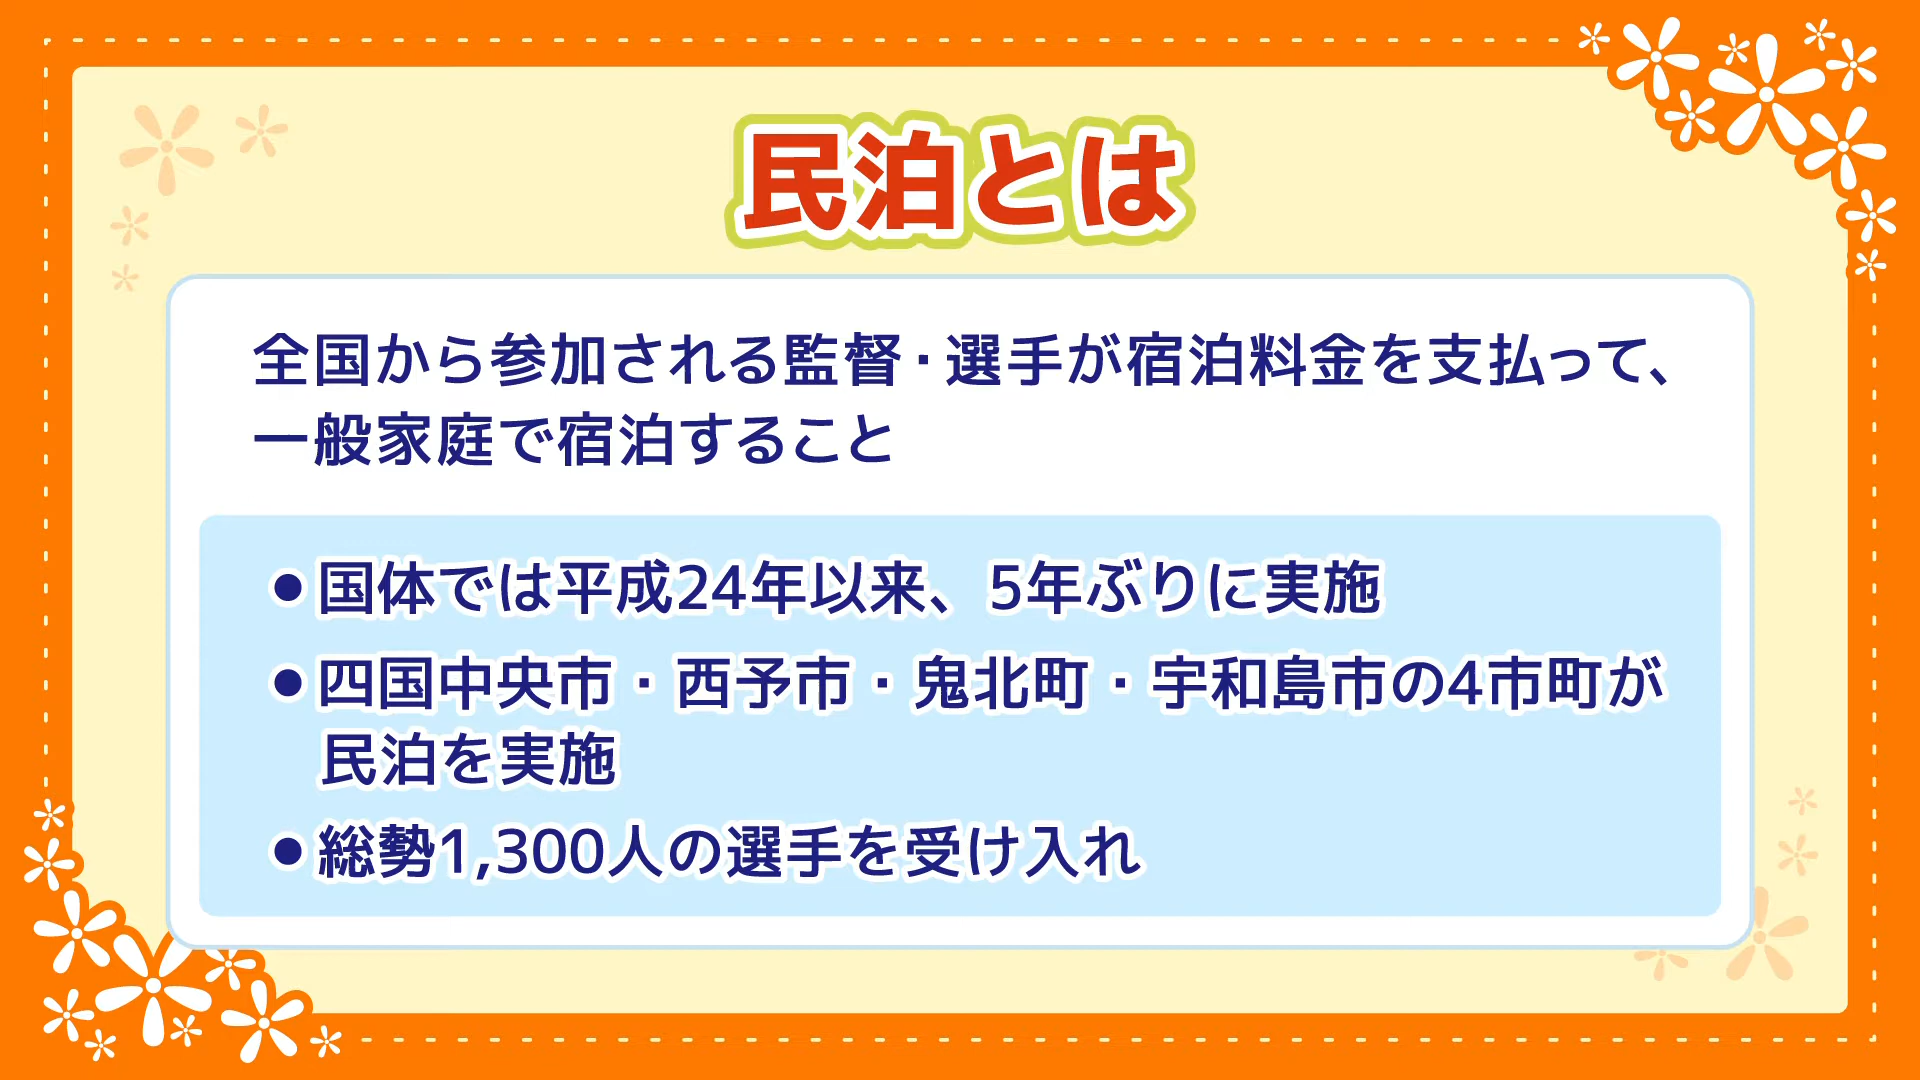 民泊とは
全国から参加される監督・選手が宿泊料金を支払って、
一般家庭で宿泊すること
●国体では平成24年以来、5年ぶりに実施
●四国中央市・西予市・鬼北町・宇和島市の4市町が
民泊を実施
●総勢1,300人の選手を受け入れ